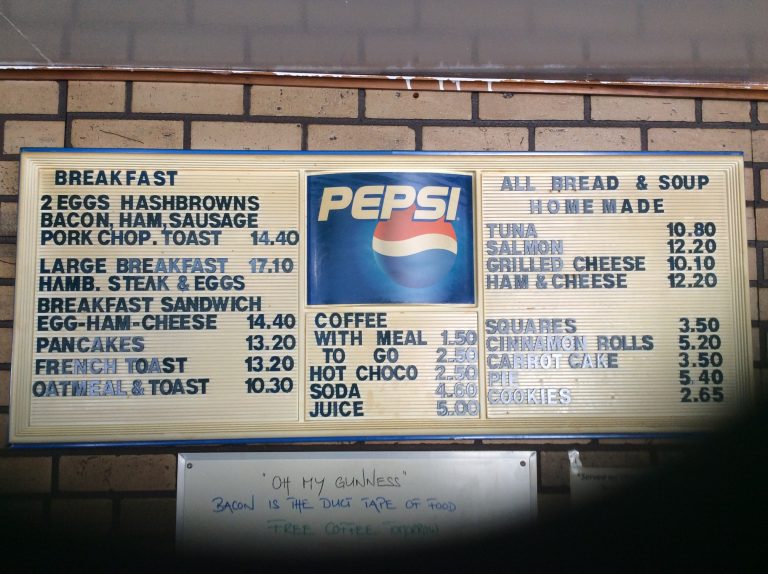 BREAKFAST
2 EGGS HASHBROWNS
BACON, HAM, SAUSAGE
PORK CHOP. TOAST 14.40
LARGE BREAKFAST 17.10
HAMB. STEAK & EGGS
BREAKFAST SANDWICH
EGG-HAM-CHEESE 14.40
PANCAKES 13.20
FRENCH TOAST 13.20
OATMEAL & TOAST 10.30
PEPSI
COFFEE
WITH MEAL 1.50
TO GO 2.50
HOT CHOCO 2.50
SODA 4.60
JUICE 5.00
ALL BREAD & SOUP
HOMEMADE
TUNA 10.80
SALMON 12.20
GRILLED CHEESE 10.10
HAM & CHEESE 12.20
SQUARES 3.50
CINNAMON ROLLS 5.20
CARROT CAKE 3.50
PIE 5.40
COOKIES 2.65
"OH MY GUNNESS"
BACON IS THE DUCT TAPE OF FOOD
FREE COFFEE TOMORROW
"Served